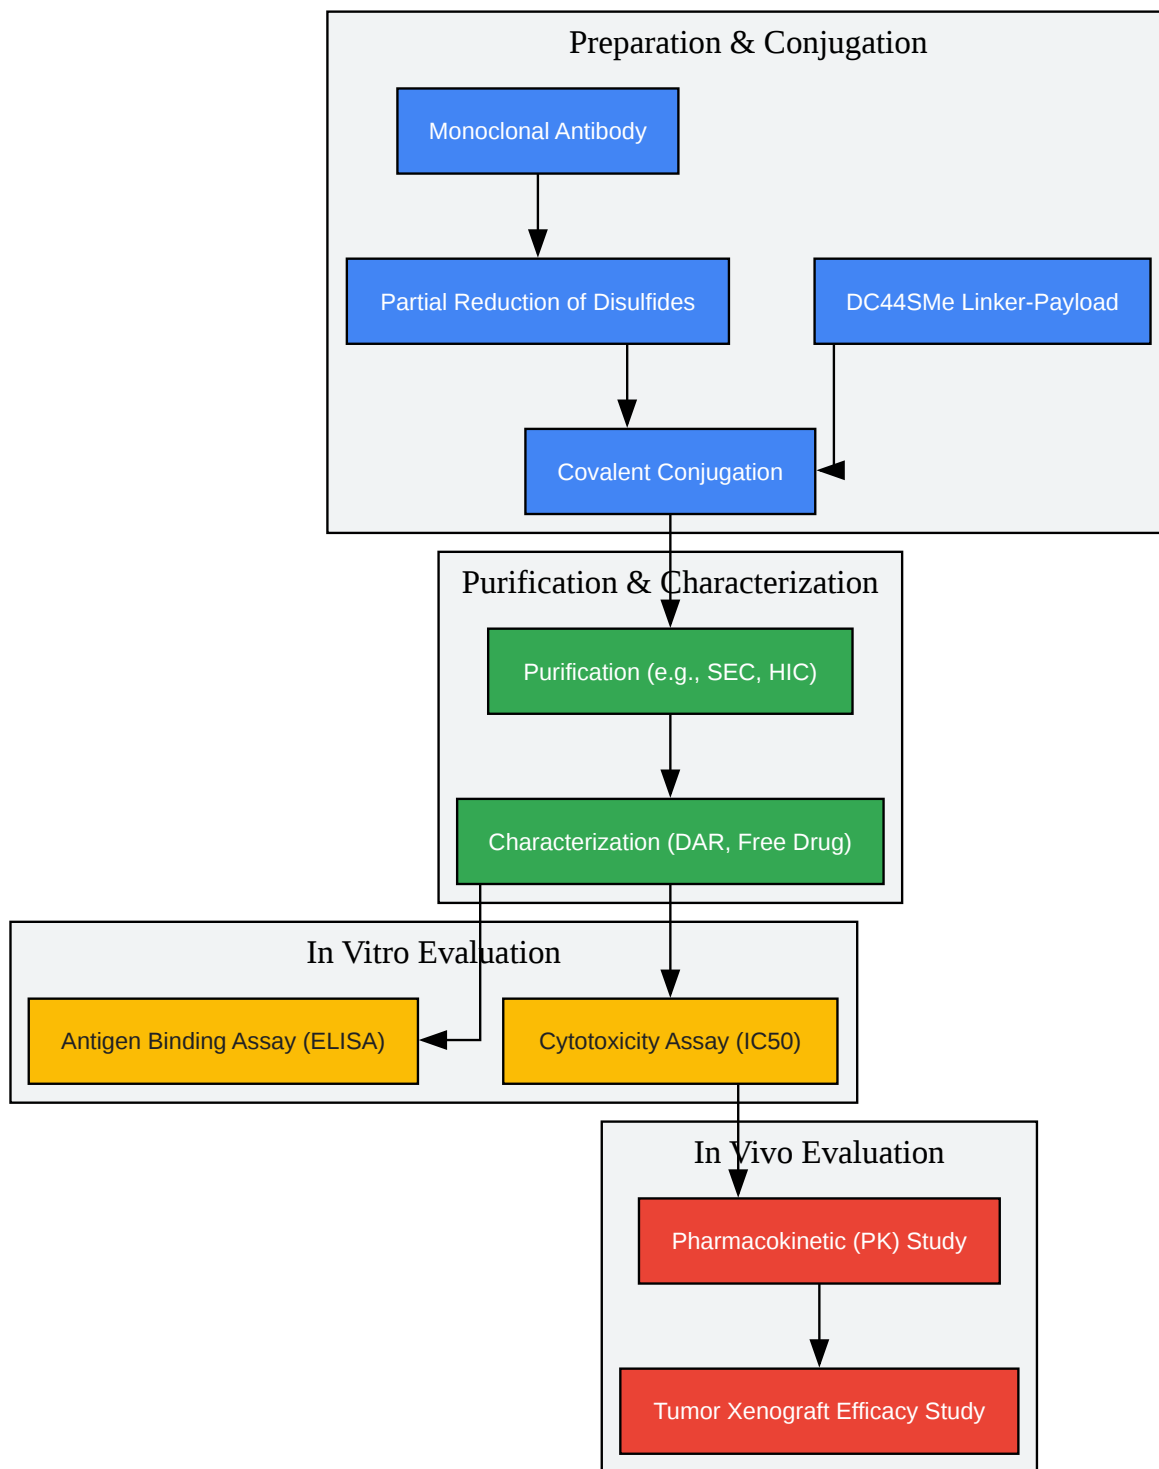 Preparation & Conjugation
Monoclonal Antibody
Partial Reduction of Disulfides
DC44SMe Linker-Payload
Covalent Conjugation
Purification & Characterization
Purification (e.g., SEC, HIC)
Characterization (DAR, Free Drug)
In Vitro Evaluation
Antigen Binding Assay (ELISA)
Cytotoxicity Assay (IC50)
In Vivo Evaluation
Pharmacokinetic (PK) Study
Tumor Xenograft Efficacy Study